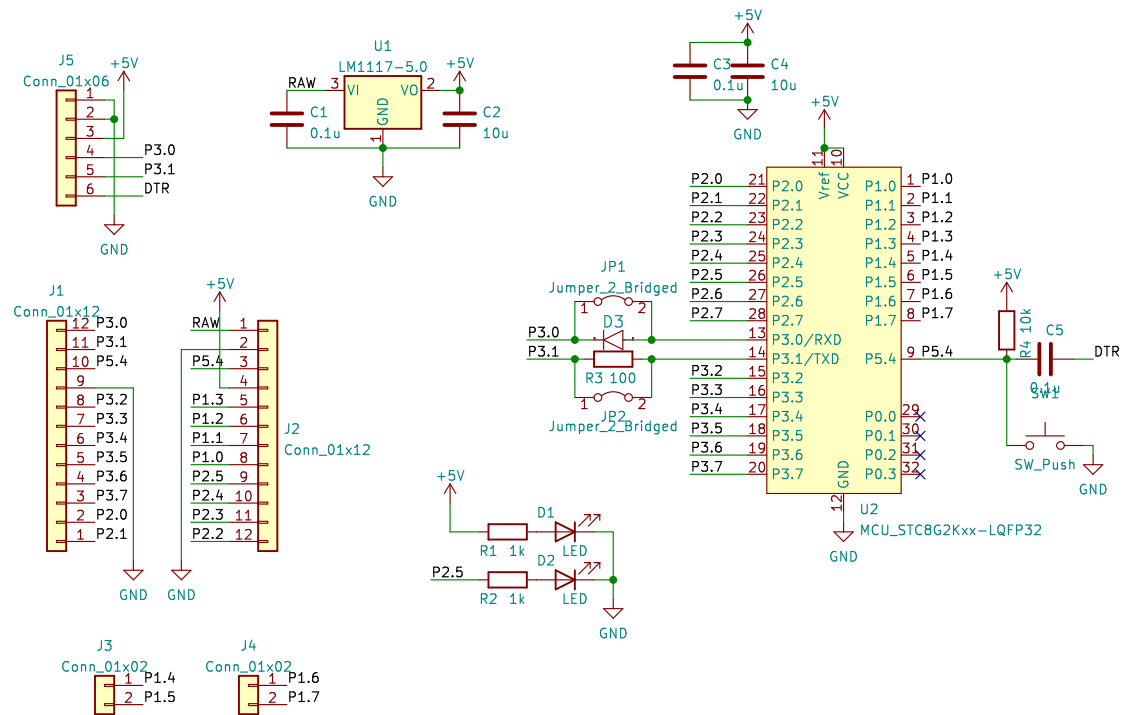 J5
Conn_01x06
+5V
1
2
3
4 P3.0
5 P3.1
6 DTR
GND
U1
LM1117-5.0
RAW 3 VI VO 2
GND
1
+5V
C1
0.1u
C2
10u
GND
+5V
C3
0.1u
C4
10u
GND
J1
Conn_01x12
12 P3.0
11 P3.1
10 P5.4
9
8 P3.2
7 P3.3
6 P3.4
5 P3.5
4 P3.6
3 P3.7
2 P2.0
1 P2.1
GND
+5V
RAW 1
2
P5.4 3
4
P1.3 5
P1.2 6
P1.1 7
P1.0 8
P2.5 9
P2.4 10
P2.3 11
P2.2 12
J2
Conn_01x12
GND
J3
Conn_01x02
1 P1.4
2 P1.5
J4
Conn_01x02
1 P1.6
2 P1.7
JP1
Jumper_2_Bridged
1 2
D3
P3.0
P3.1
R3 100
1 2
JP2
Jumper_2_Bridged
+5V
R1 1k
D1
LED
P2.5
R2 1k
D2
LED
GND
+5V
11 10
Vref VCC
P2.0 21 P2.0
P2.1 22 P2.1
P2.2 23 P2.2
P2.3 24 P2.3
P2.4 25 P2.4
P2.5 26 P2.5
P2.6 27 P2.6
P2.7 28 P2.7
13 P3.0/RXD
14 P3.1/TXD
P3.2 15 P3.2
P3.3 16 P3.3
P3.4 17 P3.4
P3.5 18 P3.5
P3.6 19 P3.6
P3.7 20 P3.7
P1.0 1 P1.0
P1.1 2 P1.1
P1.2 3 P1.2
P1.3 4 P1.3
P1.4 5 P1.4
P1.5 6 P1.5
P1.6 7 P1.6
P1.7 8 P1.7
P5.4 9 P5.4
P0.0 29
P0.1 30
P0.2 31
P0.3 32
GND
12
U2
MCU_STC8G2Kxx-LQFP32
GND
+5V
R4 10k
C5
0.1u
DTR
SW1
SW_Push
GND